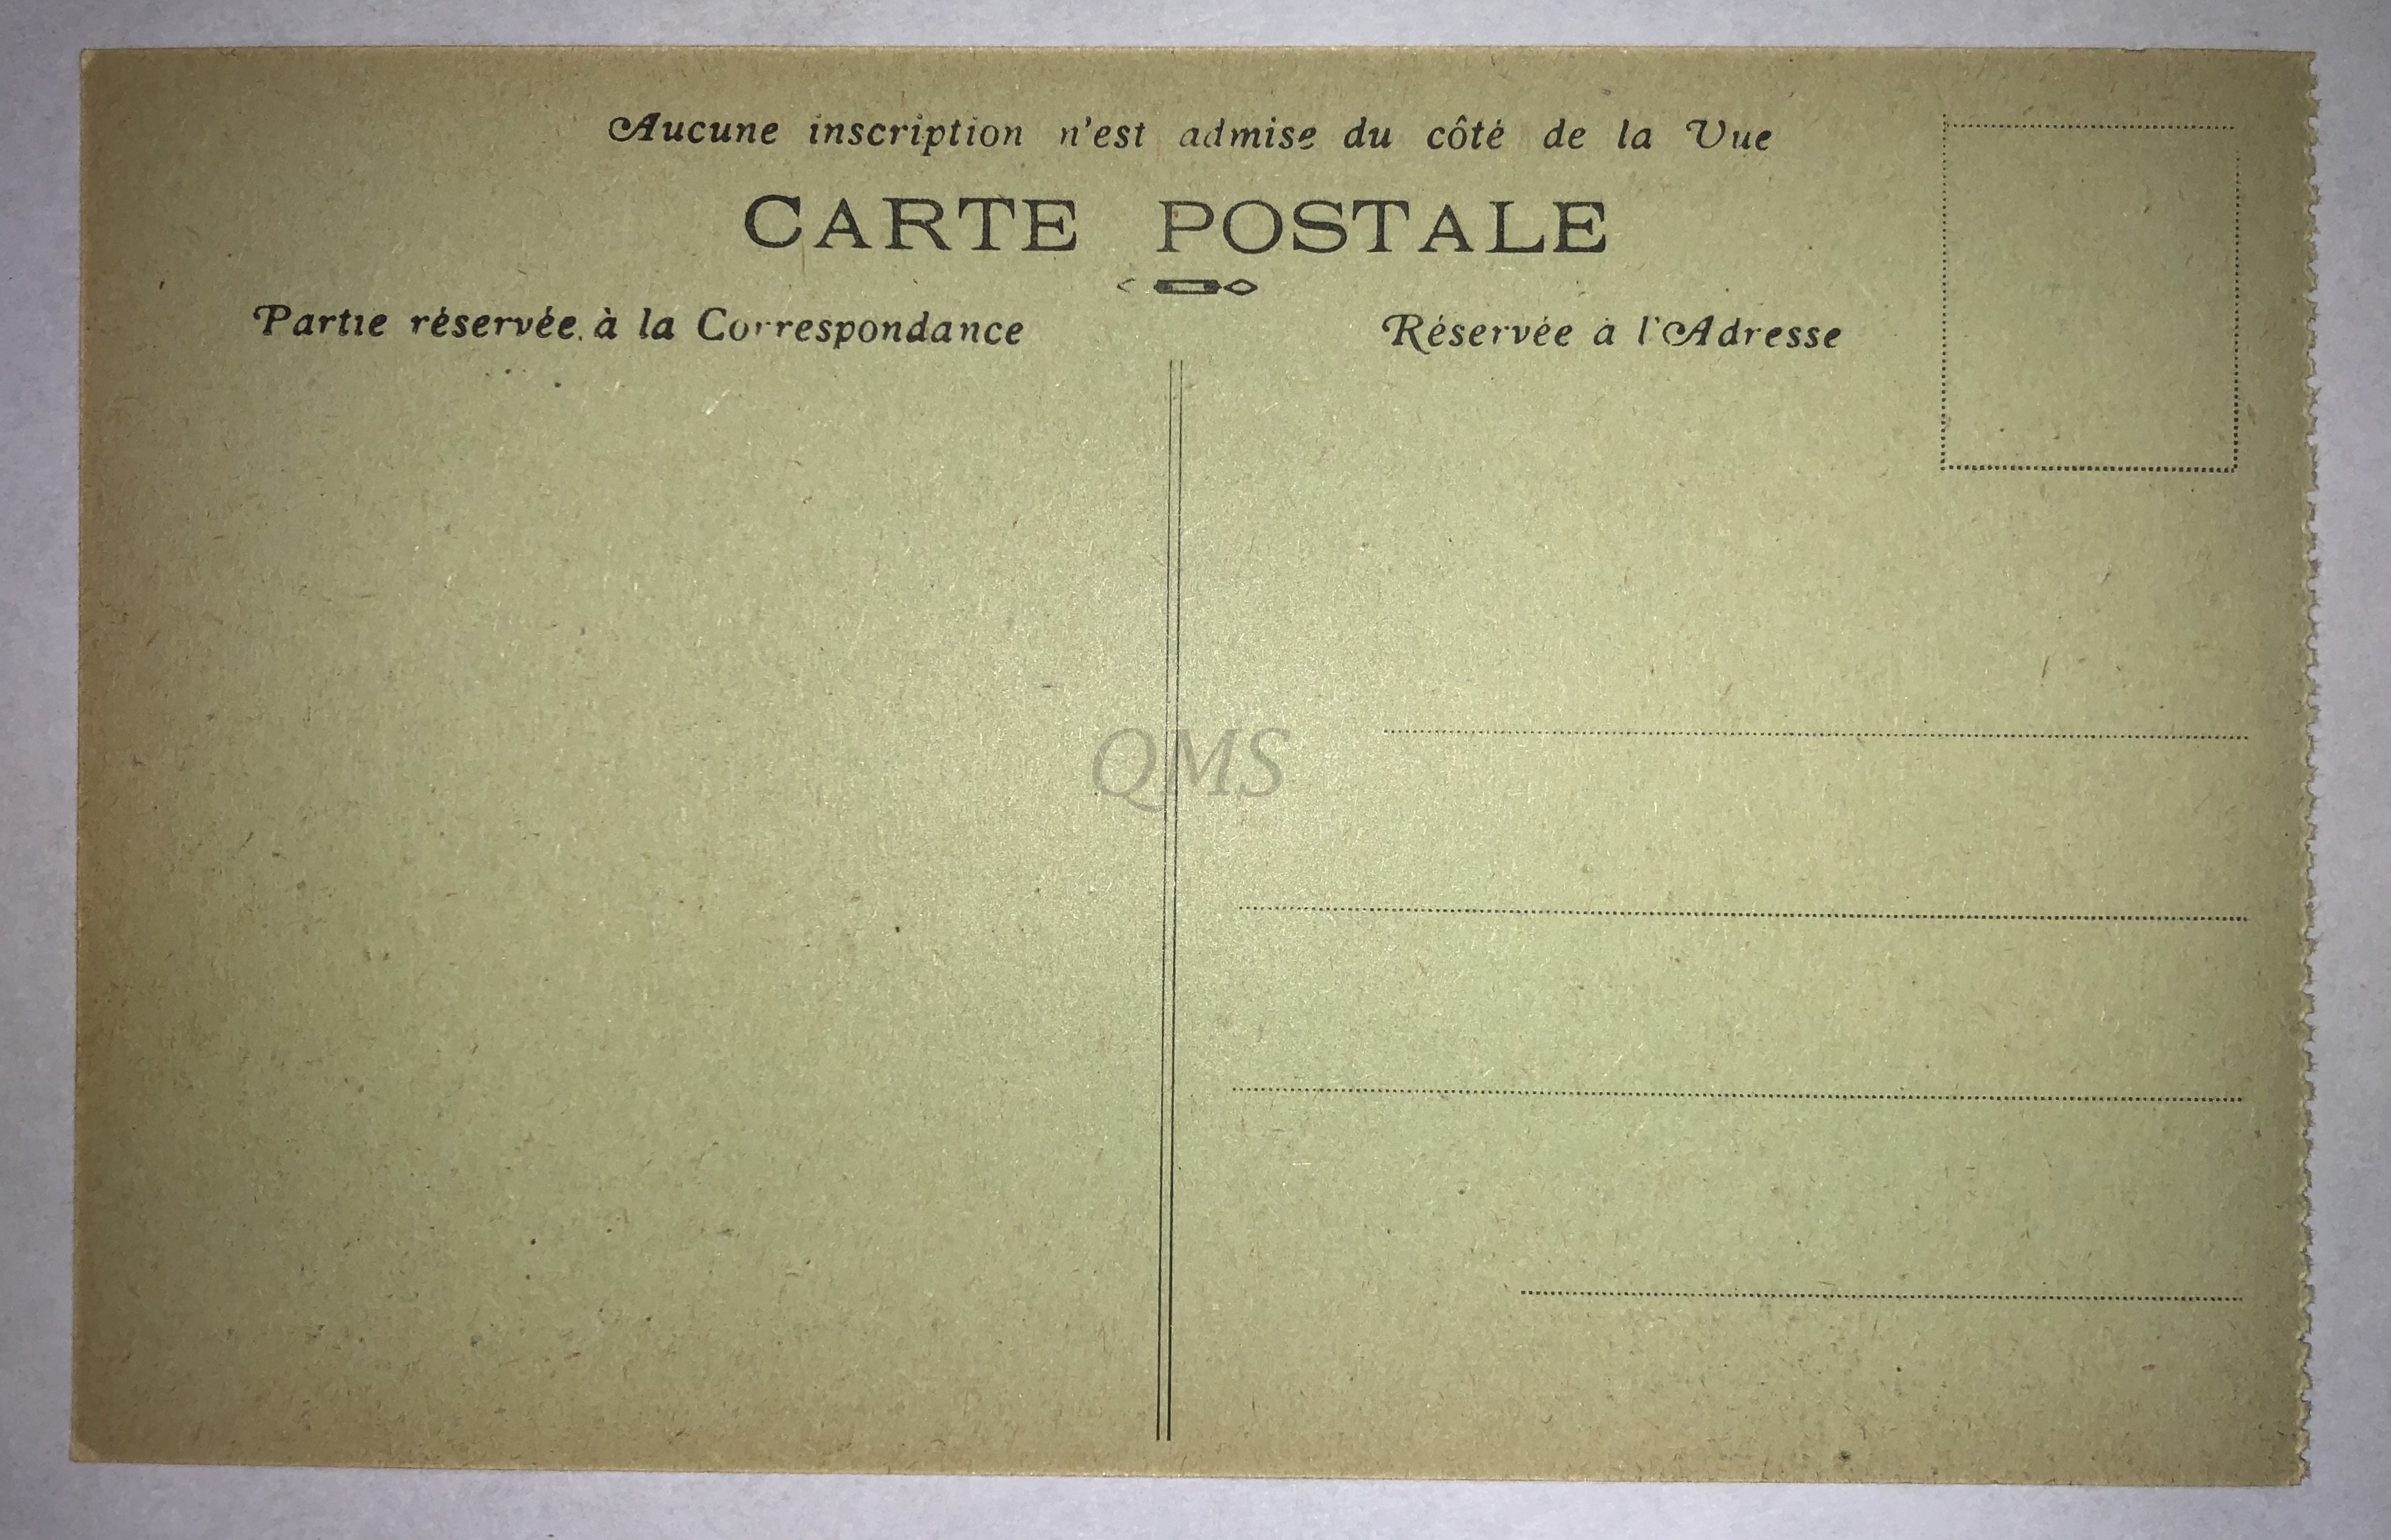 Aucune inscription n'est admise du côté de la Vue
CARTE POSTALE
Partie réservée à la Correspondance
Réservée à l'Adresse
QMS